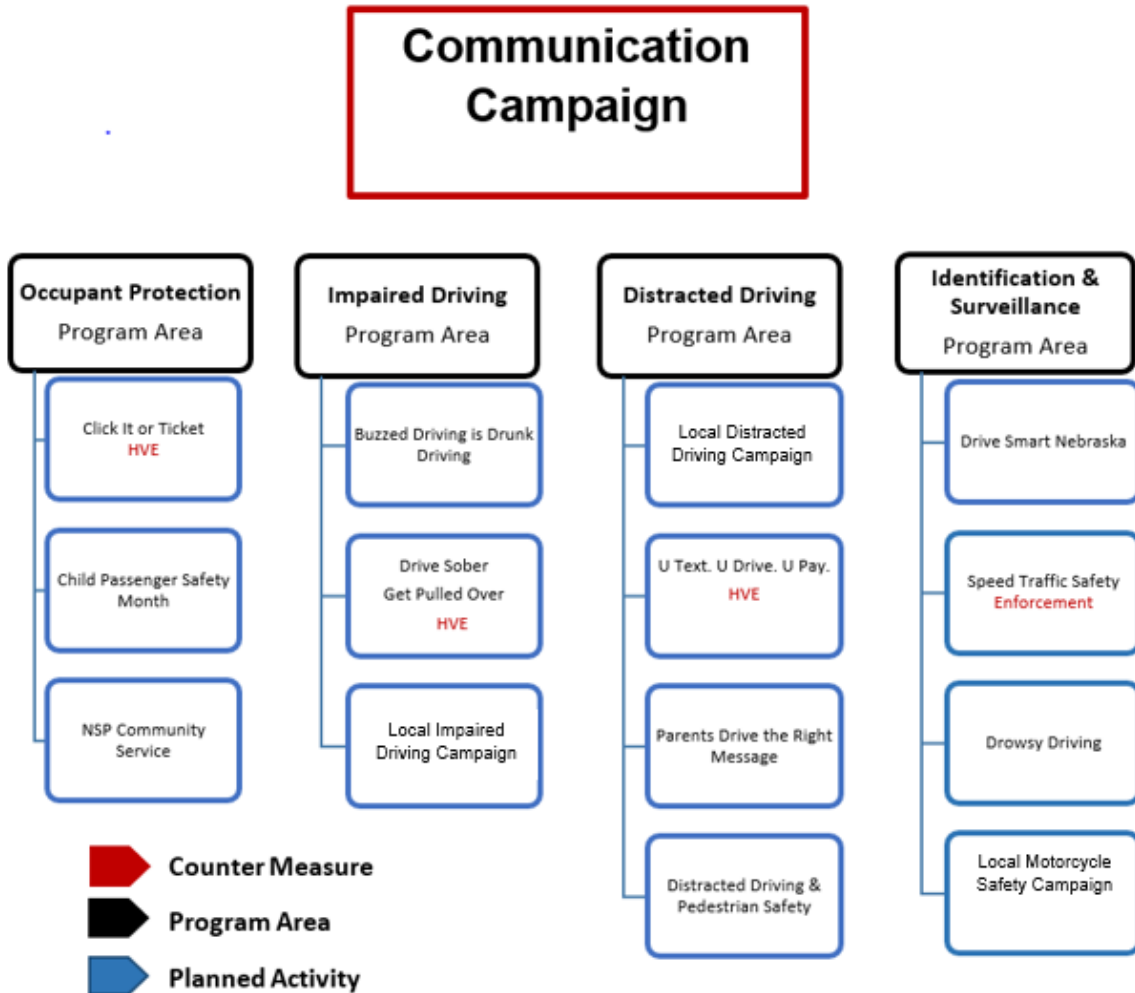 Communication
Campaign
Occupant Protection
Program Area
Click It or Ticket
HVE
Child Passenger Safety
Month
NSP Community
Service
Impaired Driving
Program Area
Buzzed Driving is Drunk
Driving
Drive Sober
Get Pulled Over
HVE
Local Impaired
Driving Campaign
Distracted Driving
Program Area
Local Distracted
Driving Campaign
U Text. U Drive. U Pay.
HVE
Parents Drive the Right
Message
Distracted Driving &
Pedestrian Safety
Identification &
Surveillance
Program Area
Drive Smart Nebraska
Speed Traffic Safety
Enforcement
Drowsy Driving
Local Motorcycle
Safety Campaign
Counter Measure
Program Area
Planned Activity